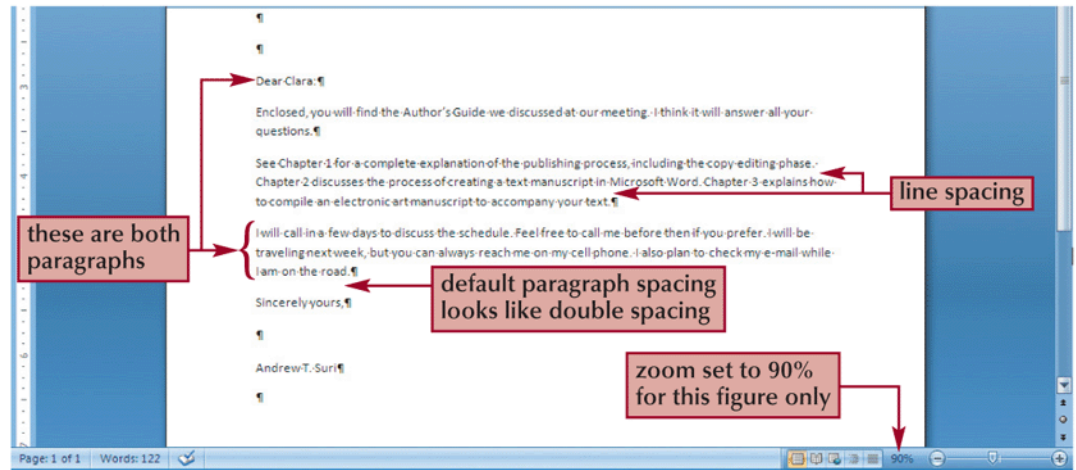 ¶
¶
Dear Clara:¶
Enclosed, you will find the Author's Guide we discussed at our meeting. I think it will answer all your
questions.¶
See Chapter 1 for a complete explanation of the publishing process, including the copy editing phase.
Chapter 2 discusses the process of creating a text manuscript in Microsoft Word. Chapter 3 explains how
to compile an electronic art manuscript to accompany your text.¶
line spacing
these are both
paragraphs
I will call in a few days to discuss the schedule. Feel free to call me before then if you prefer. I will be
traveling next week, but you can always reach me on my cell phone. I also plan to check my e-mail while
I am on the road.¶
default paragraph spacing
looks like double spacing
Sincerely yours,¶
¶
Andrew T. Suri¶
¶
zoom set to 90%
for this figure only
3
4
5
6
Page: 1 of 1 Words: 122 90%